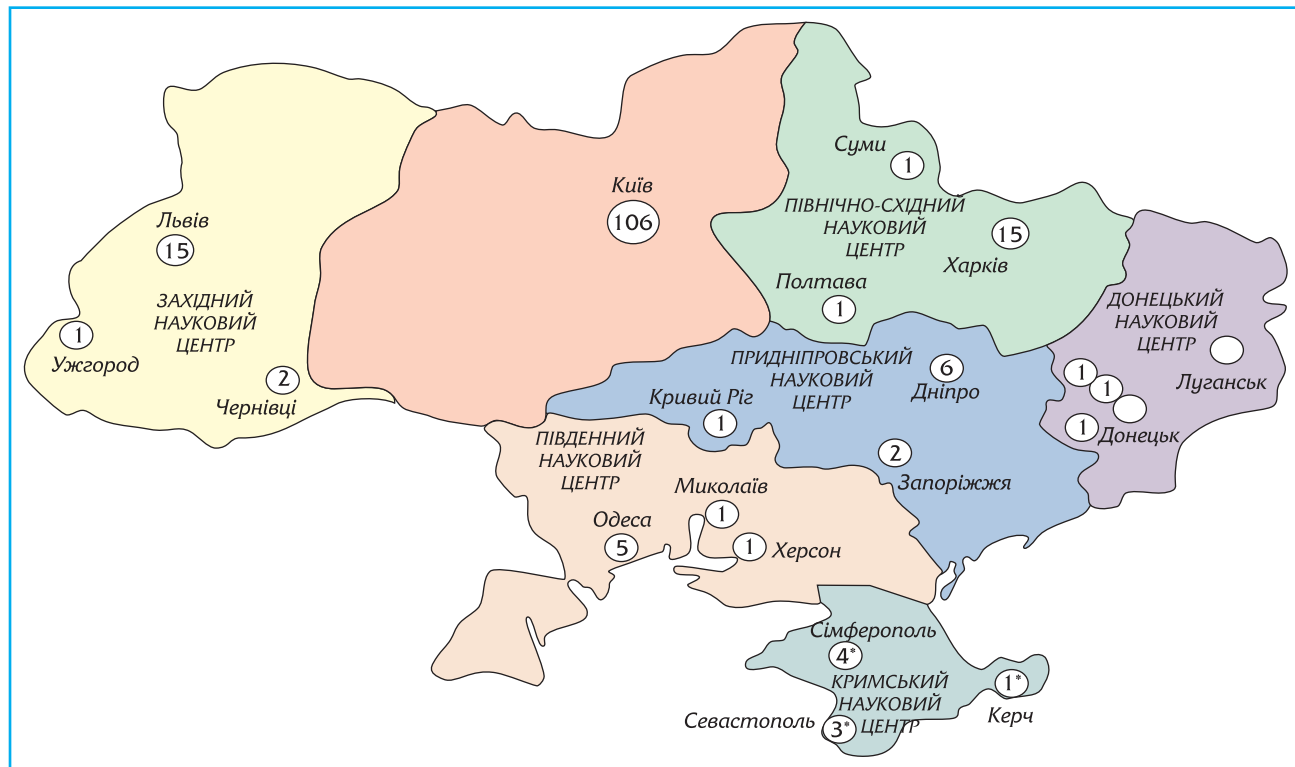 Київ
106
Суми
1
ПІВНІЧНО-СХІДНИЙ
НАУКОВИЙ
ЦЕНТР
15
Харків
Полтава
1
Львів
15
ЗАХІДНИЙ
НАУКОВИЙ
ЦЕНТР
1
Ужгород
2
Чернівці
ДОНЕЦЬКИЙ
НАУКОВИЙ
ЦЕНТР
Луганськ
1
1
1
Донецьк
ПРИДНІПРОВСЬКИЙ
НАУКОВИЙ
ЦЕНТР
6
Дніпро
Кривий Ріг
1
2
Запоріжжя
ПІВДЕННИЙ
НАУКОВИЙ
ЦЕНТР
Миколаїв
1
Одеса
5
1
Херсон
Сімферополь
4*
КРИМСЬКИЙ
НАУКОВИЙ
ЦЕНТР
1*
Керч
Севастополь
3*